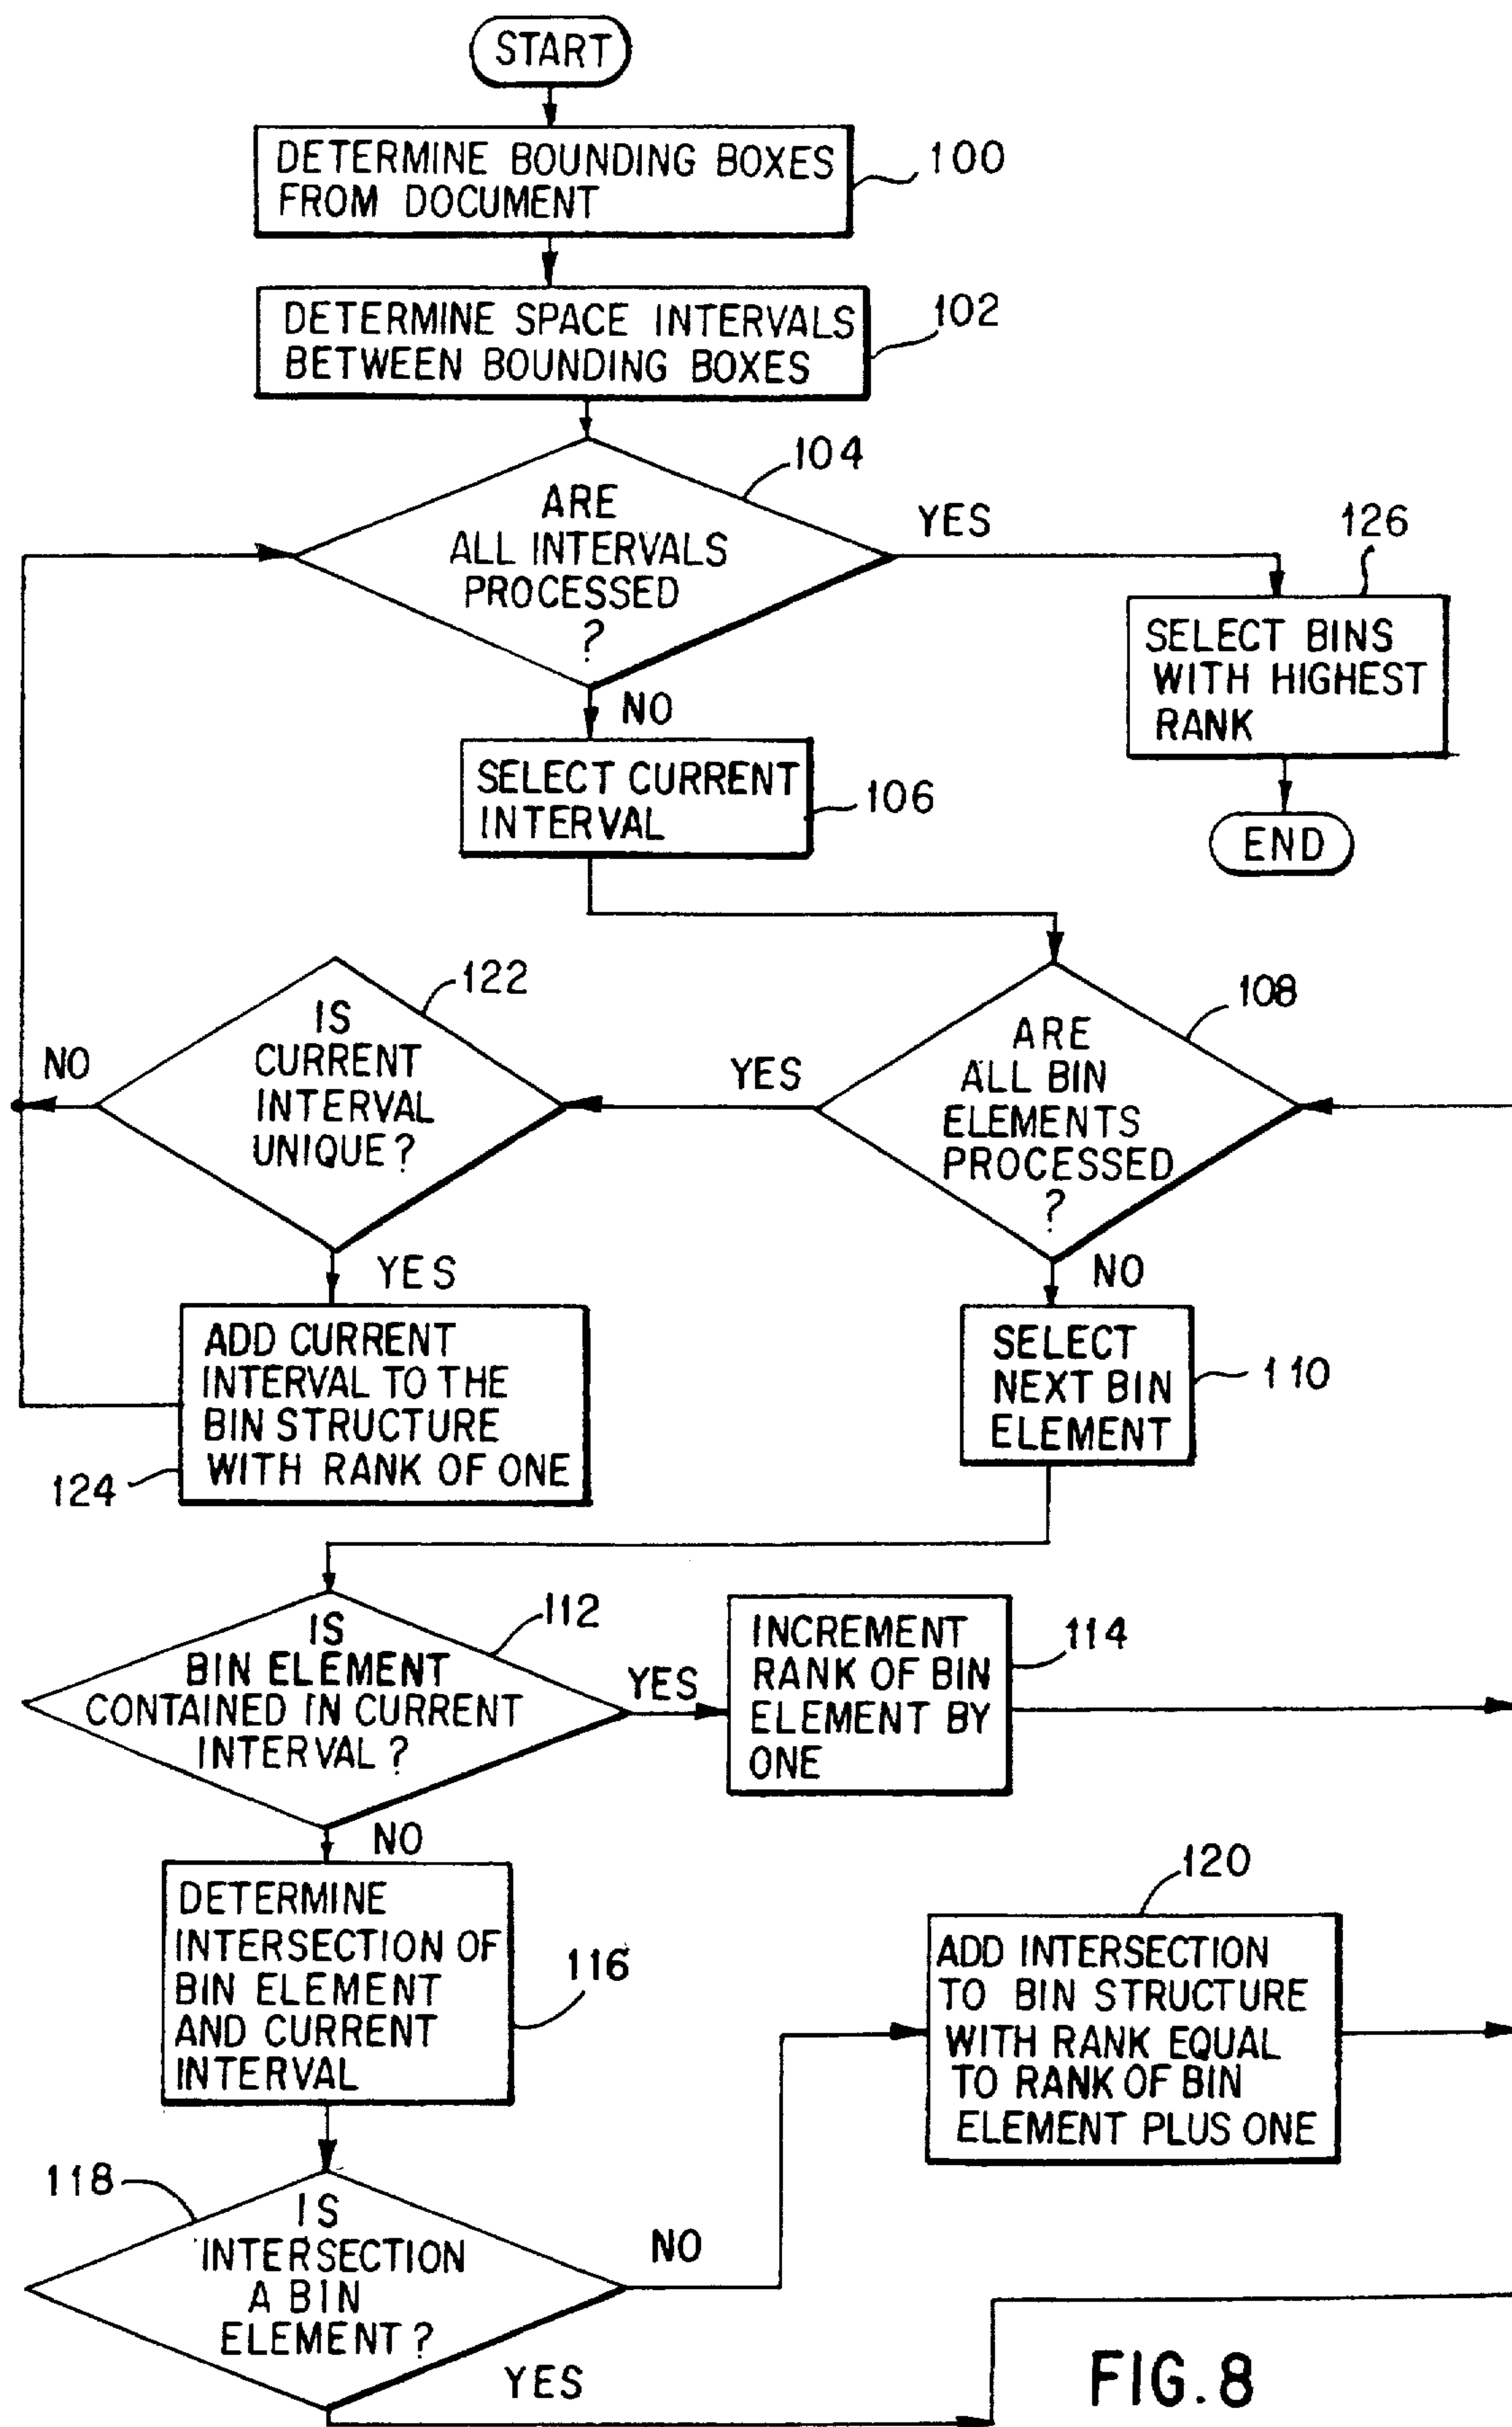 START
DETERMINE BOUNDING BOXES
FROM DOCUMENT
100
DETERMINE SPACE INTERVALS
BETWEEN BOUNDING BOXES
102
104
ARE
ALL INTERVALS
PROCESSED
?
YES
126
SELECT BINS
WITH HIGHEST
RANK
NO
SELECT CURRENT
INTERVAL
106
END
122
IS
CURRENT
INTERVAL
UNIQUE?
NO
YES
108
ARE
ALL BIN
ELEMENTS
PROCESSED
?
YES
NO
ADD CURRENT
INTERVAL TO THE
BIN STRUCTURE
WITH RANK OF ONE
124
SELECT
NEXT BIN
ELEMENT
110
IS
BIN ELEMENT
CONTAINED IN CURRENT
INTERVAL?
112
YES
INCREMENT
RANK OF BIN
ELEMENT BY
ONE
114
NO
DETERMINE
INTERSECTION OF
BIN ELEMENT
AND CURRENT
INTERVAL
116
120
ADD INTERSECTION
TO BIN STRUCTURE
WITH RANK EQUAL
TO RANK OF BIN
ELEMENT PLUS ONE
118
IS
INTERSECTION
A BIN
ELEMENT?
NO
YES
FIG. 8